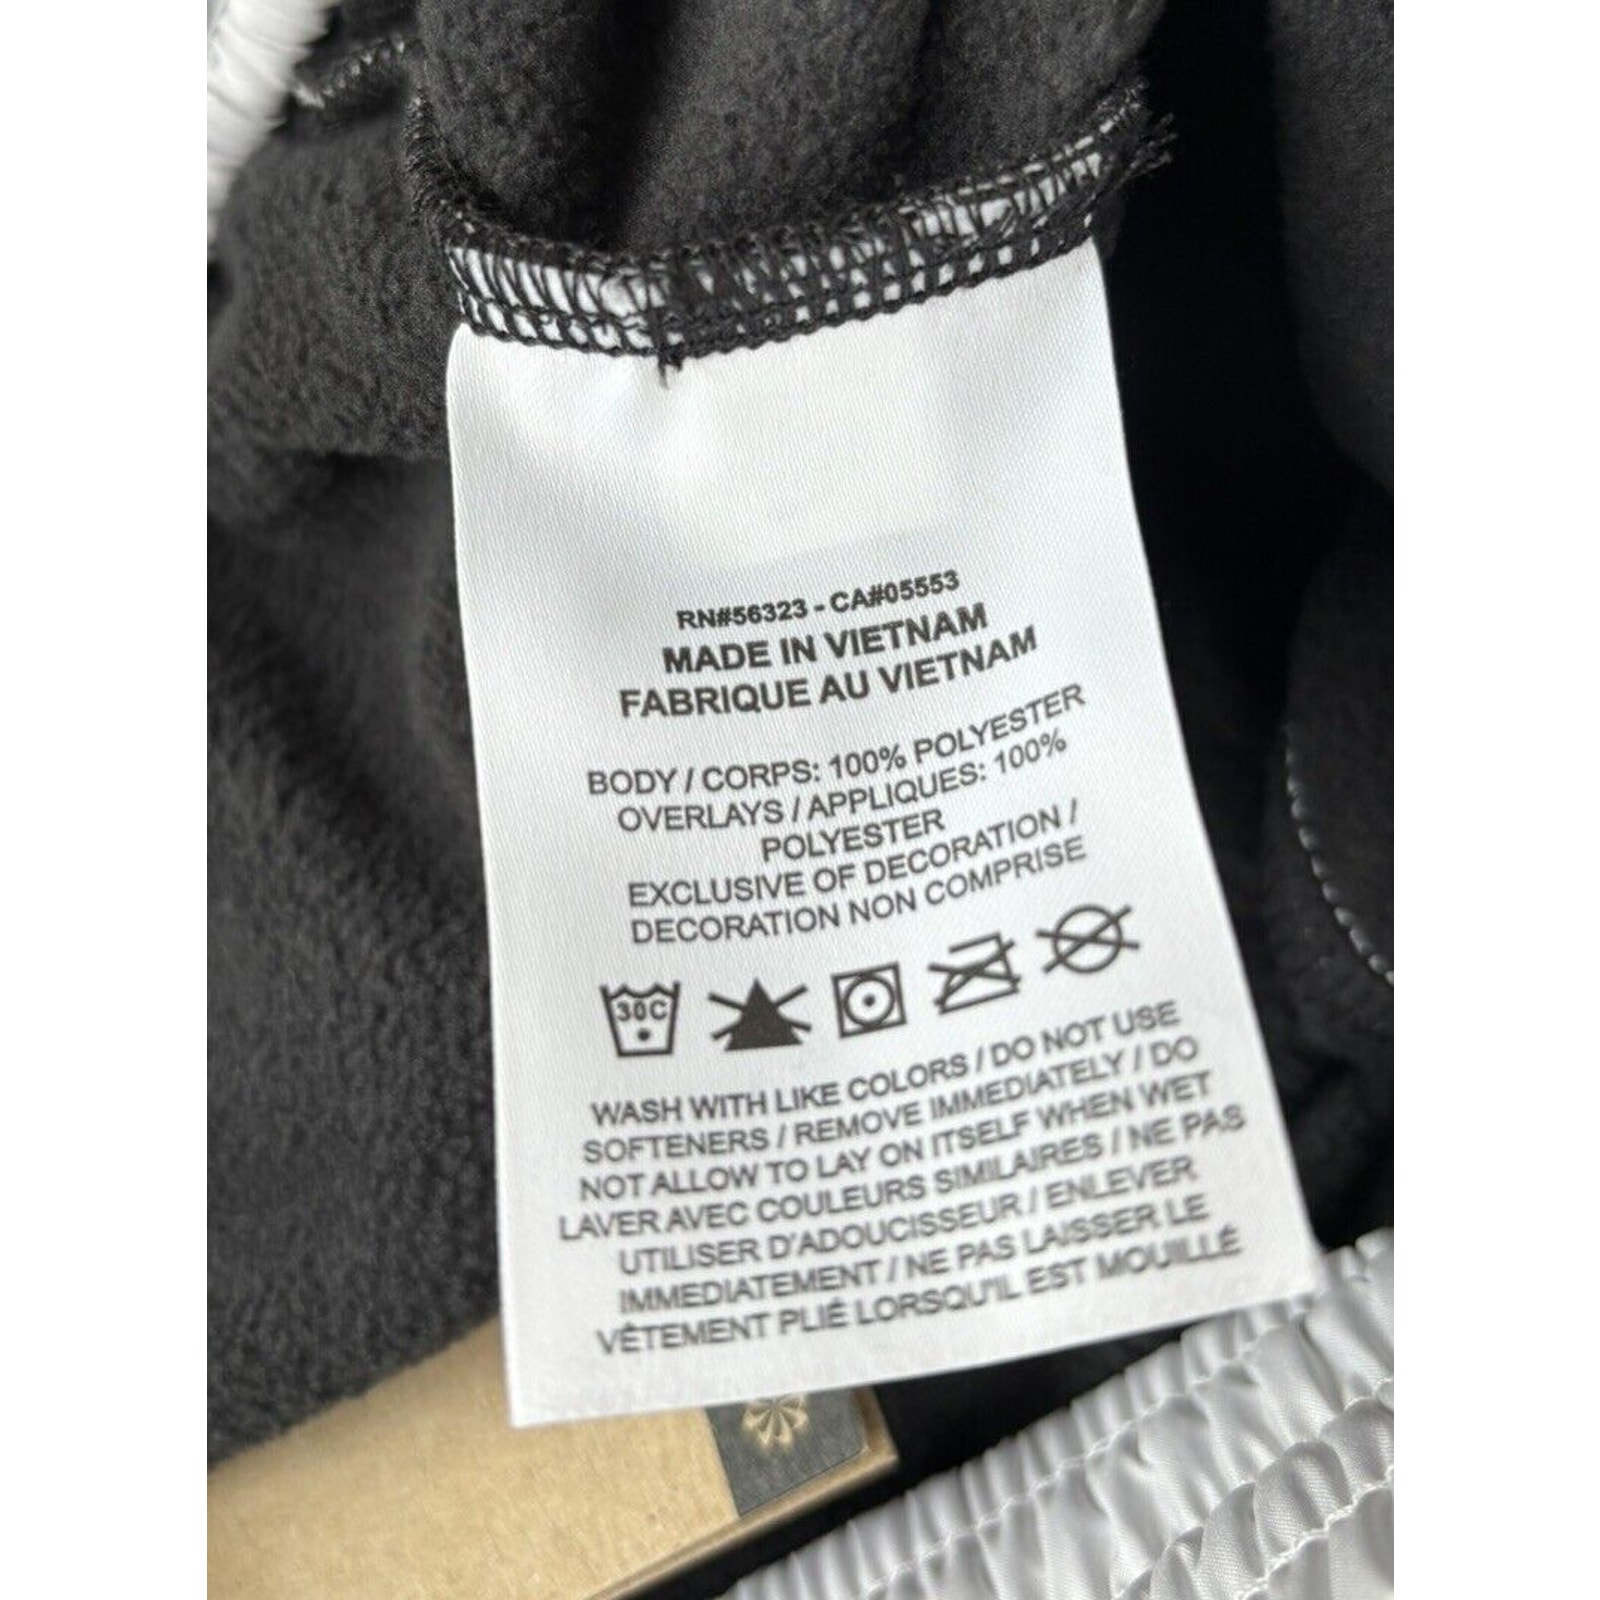 RN#56323 - CA#05553
MADE IN VIETNAM
FABRIQUE AU VIETNAM
BODY / CORPS: 100% POLYESTER
OVERLAYS / APPLIQUES: 100%
POLYESTER
EXCLUSIVE OF DECORATION /
DECORATION NON COMPRISE
30C
WASH WITH LIKE COLORS / DO NOT USE
SOFTENERS / REMOVE IMMEDIATELY / DO
NOT ALLOW TO LAY ON ITSELF WHEN WET
LAVER AVEC COULEURS SIMILAIRES / NE PAS
UTILISER D'ADOUCISSEUR / ENLEVER
IMMEDIATEMENT / NE PAS LAISSER LE
VÊTEMENT PLIÉ LORSQU'IL EST MOUILLÉ